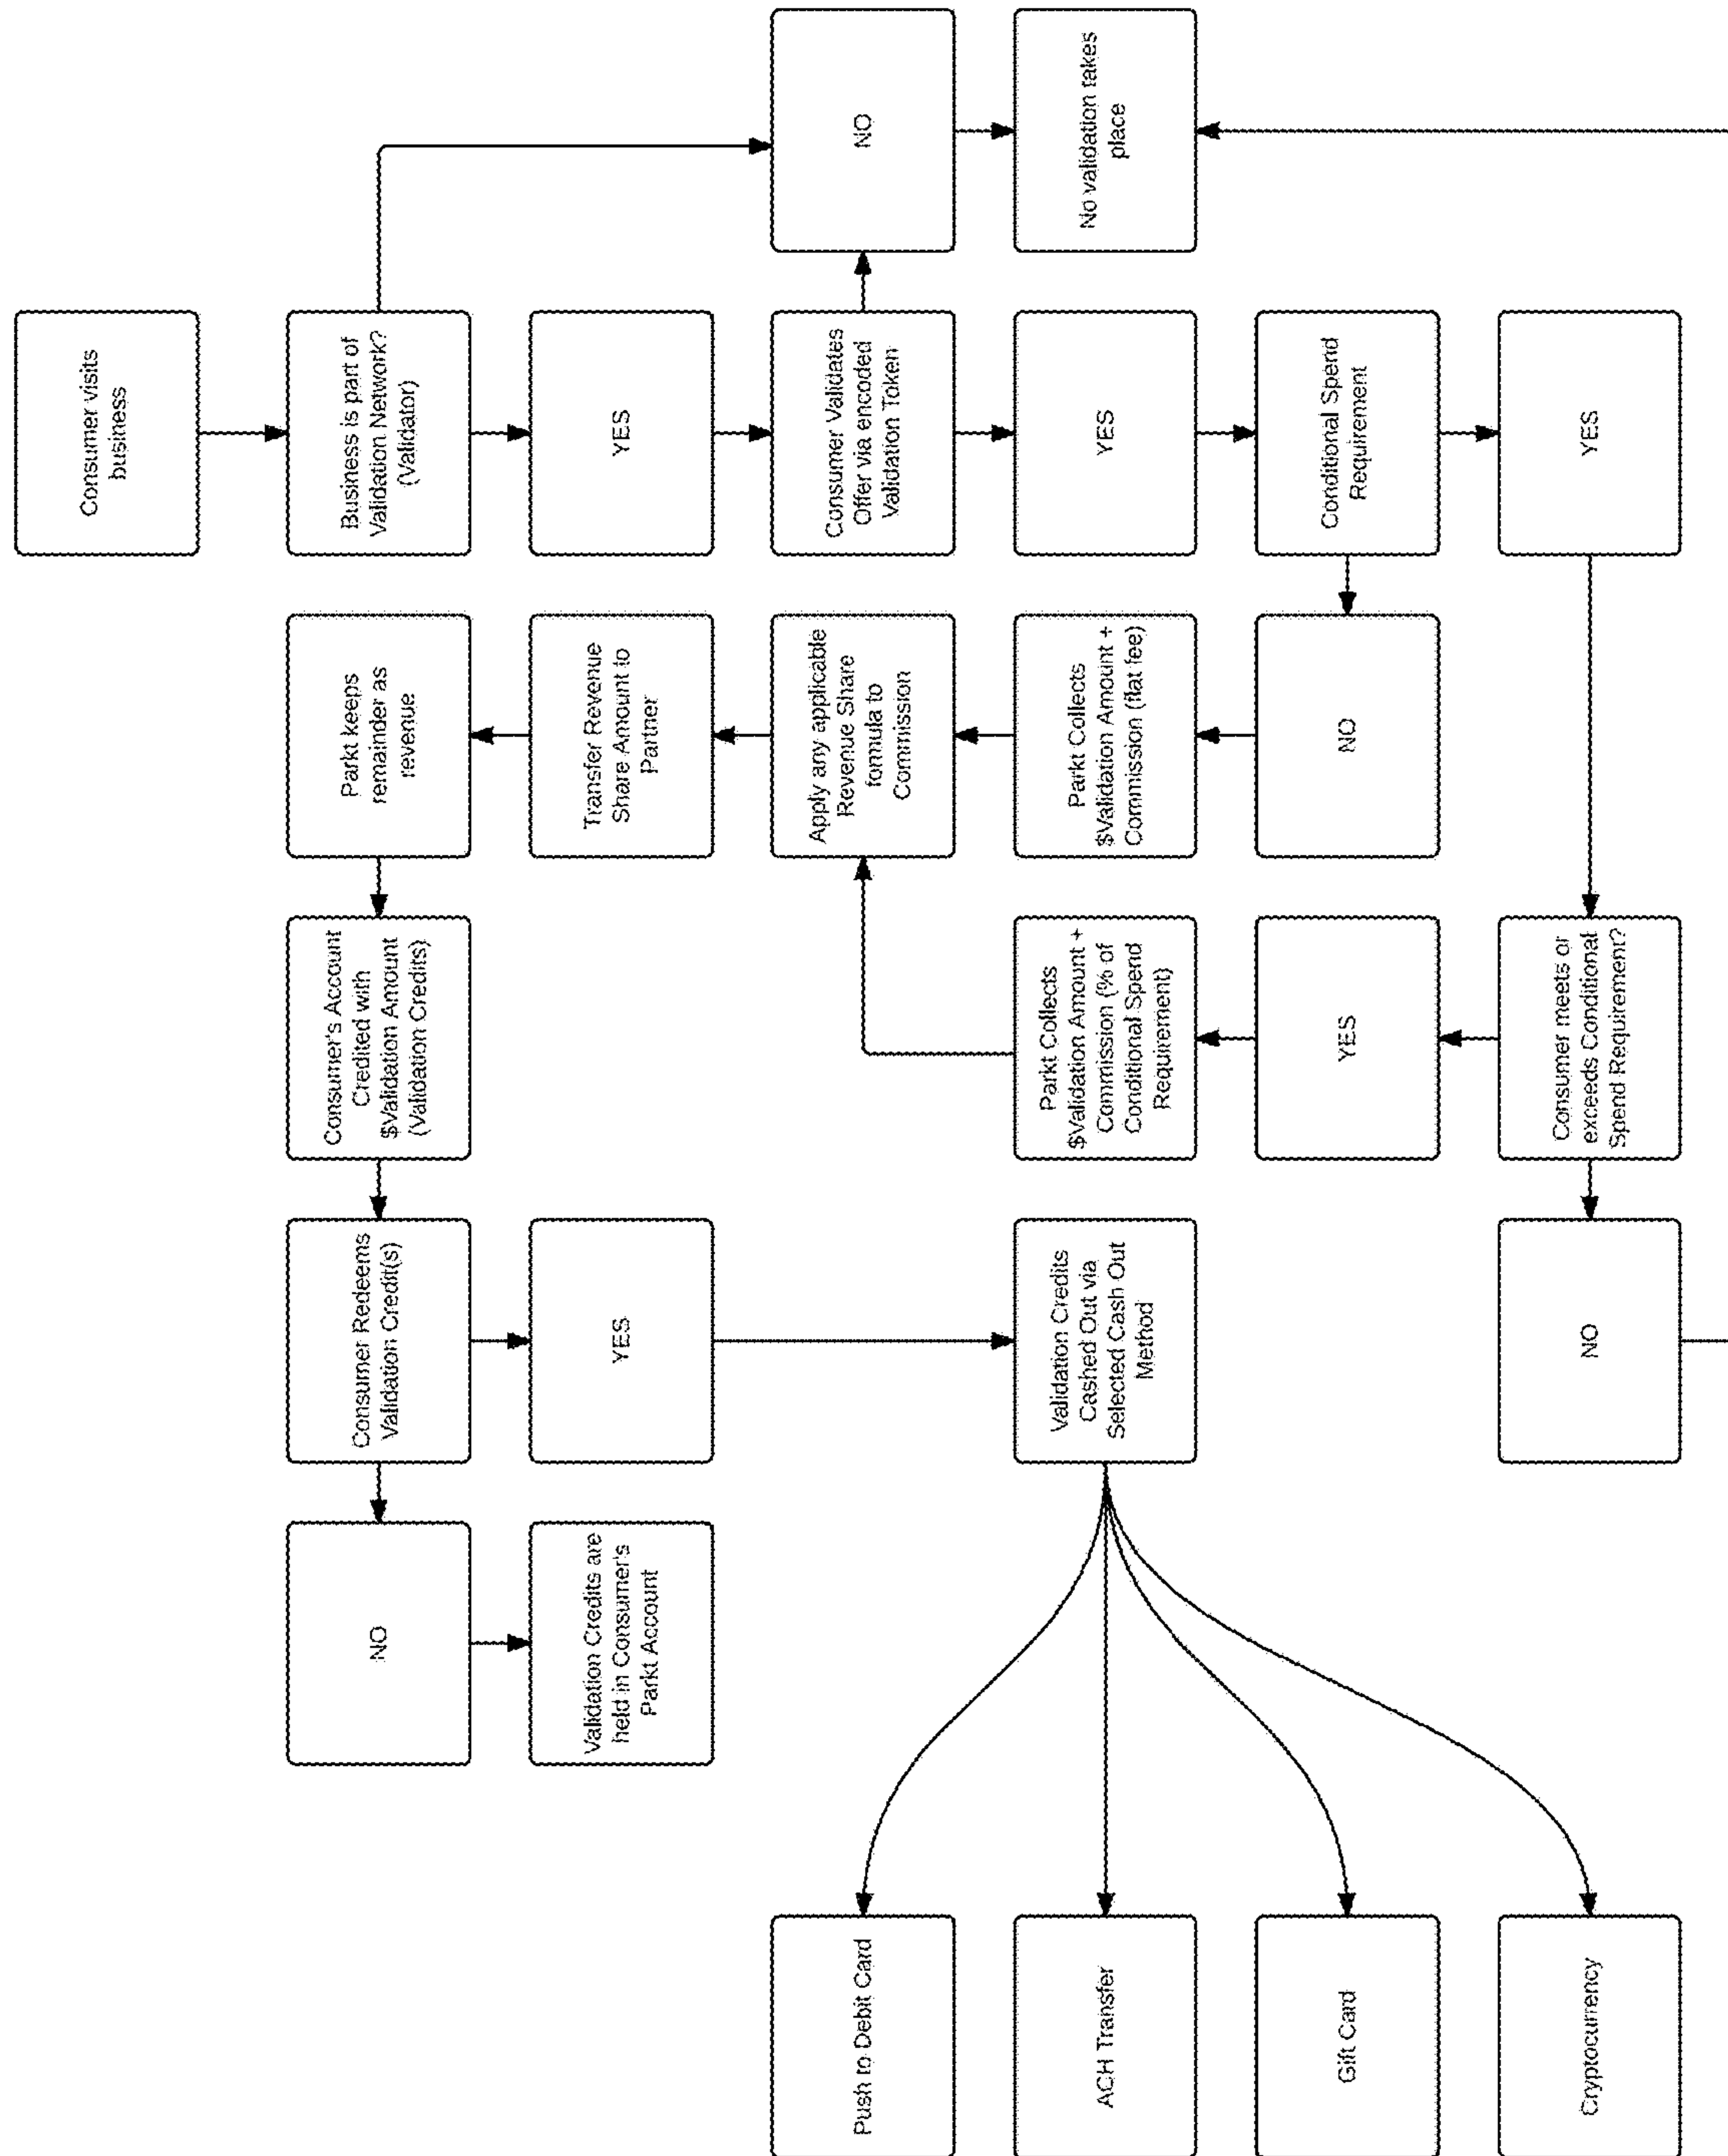 Consumer visits
business
Business is part of
Validation Network?
(Validator)
YES
Consumer Validates
Offer via encoded
Validation Token
NO
No validation takes
place
YES
Conditional Spend
Requirement
YES
NO
Parkt Collects
$Validation Amount +
Commission (flat fee)
Apply any applicable
Revenue Share
formula to
Commission
Transfer Revenue
Share Amount to
Partner
Parkt keeps
remainder as
revenue
Consumer meets or
exceeds Conditional
Spend Requirement?
YES
Parkt Collects
$Validation Amount +
Commission (% of
Conditional Spend
Requirement)
NO
Consumer's Account
Credited with
$Validation Amount
(Validation Credits)
Consumer Redeems
Validation Credit(s)
YES
NO
Validation Credits are
held in Consumer's
Parkt Account
Validation Credits
Cashed Out via
Selected Cash Out
Method
Push to Debit Card
ACH Transfer
Gift Card
Cryptocurrency